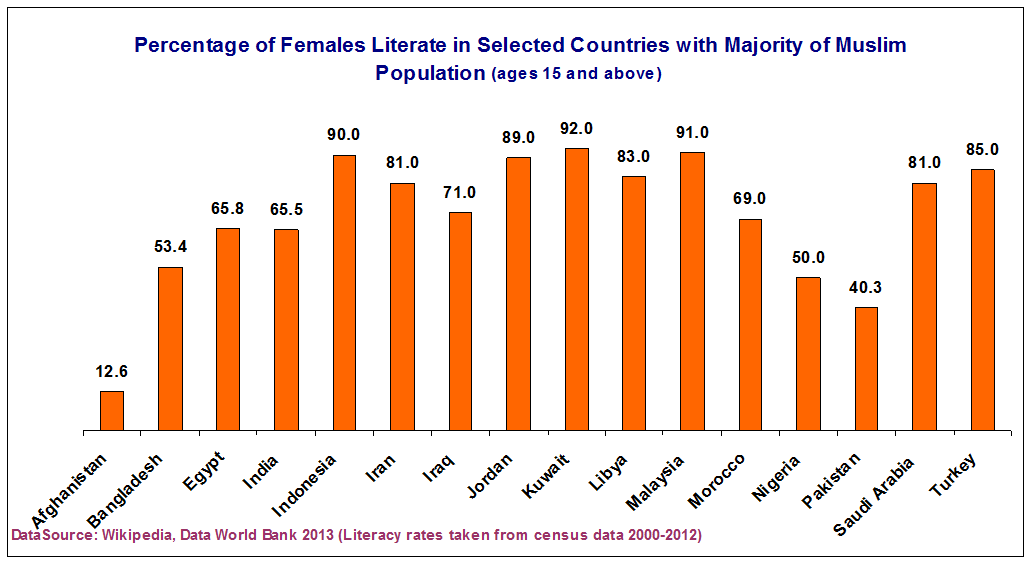 Percentage of Females Literate in Selected Countries with Majority of Muslim
Population (ages 15 and above)
12.6
53.4
65.8
65.5
90.0
81.0
71.0
89.0
92.0
83.0
91.0
69.0
50.0
40.3
81.0
85.0
Afghanistan
Bangladesh
Egypt
India
Indonesia
Iran
Iraq
Jordan
Kuwait
Libya
Malaysia
Morocco
Nigeria
Pakistan
Saudi Arabia
Turkey
DataSource: Wikipedia, Data World Bank 2013 (Literacy rates taken from census data 2000-2012)